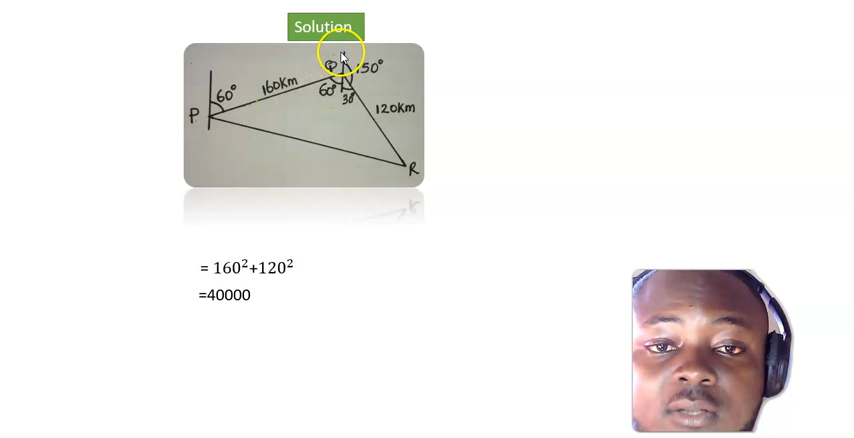 Solution
Q
150°
60°
160km
60°
30°
120km
P
R
= 160²+120²
=40000